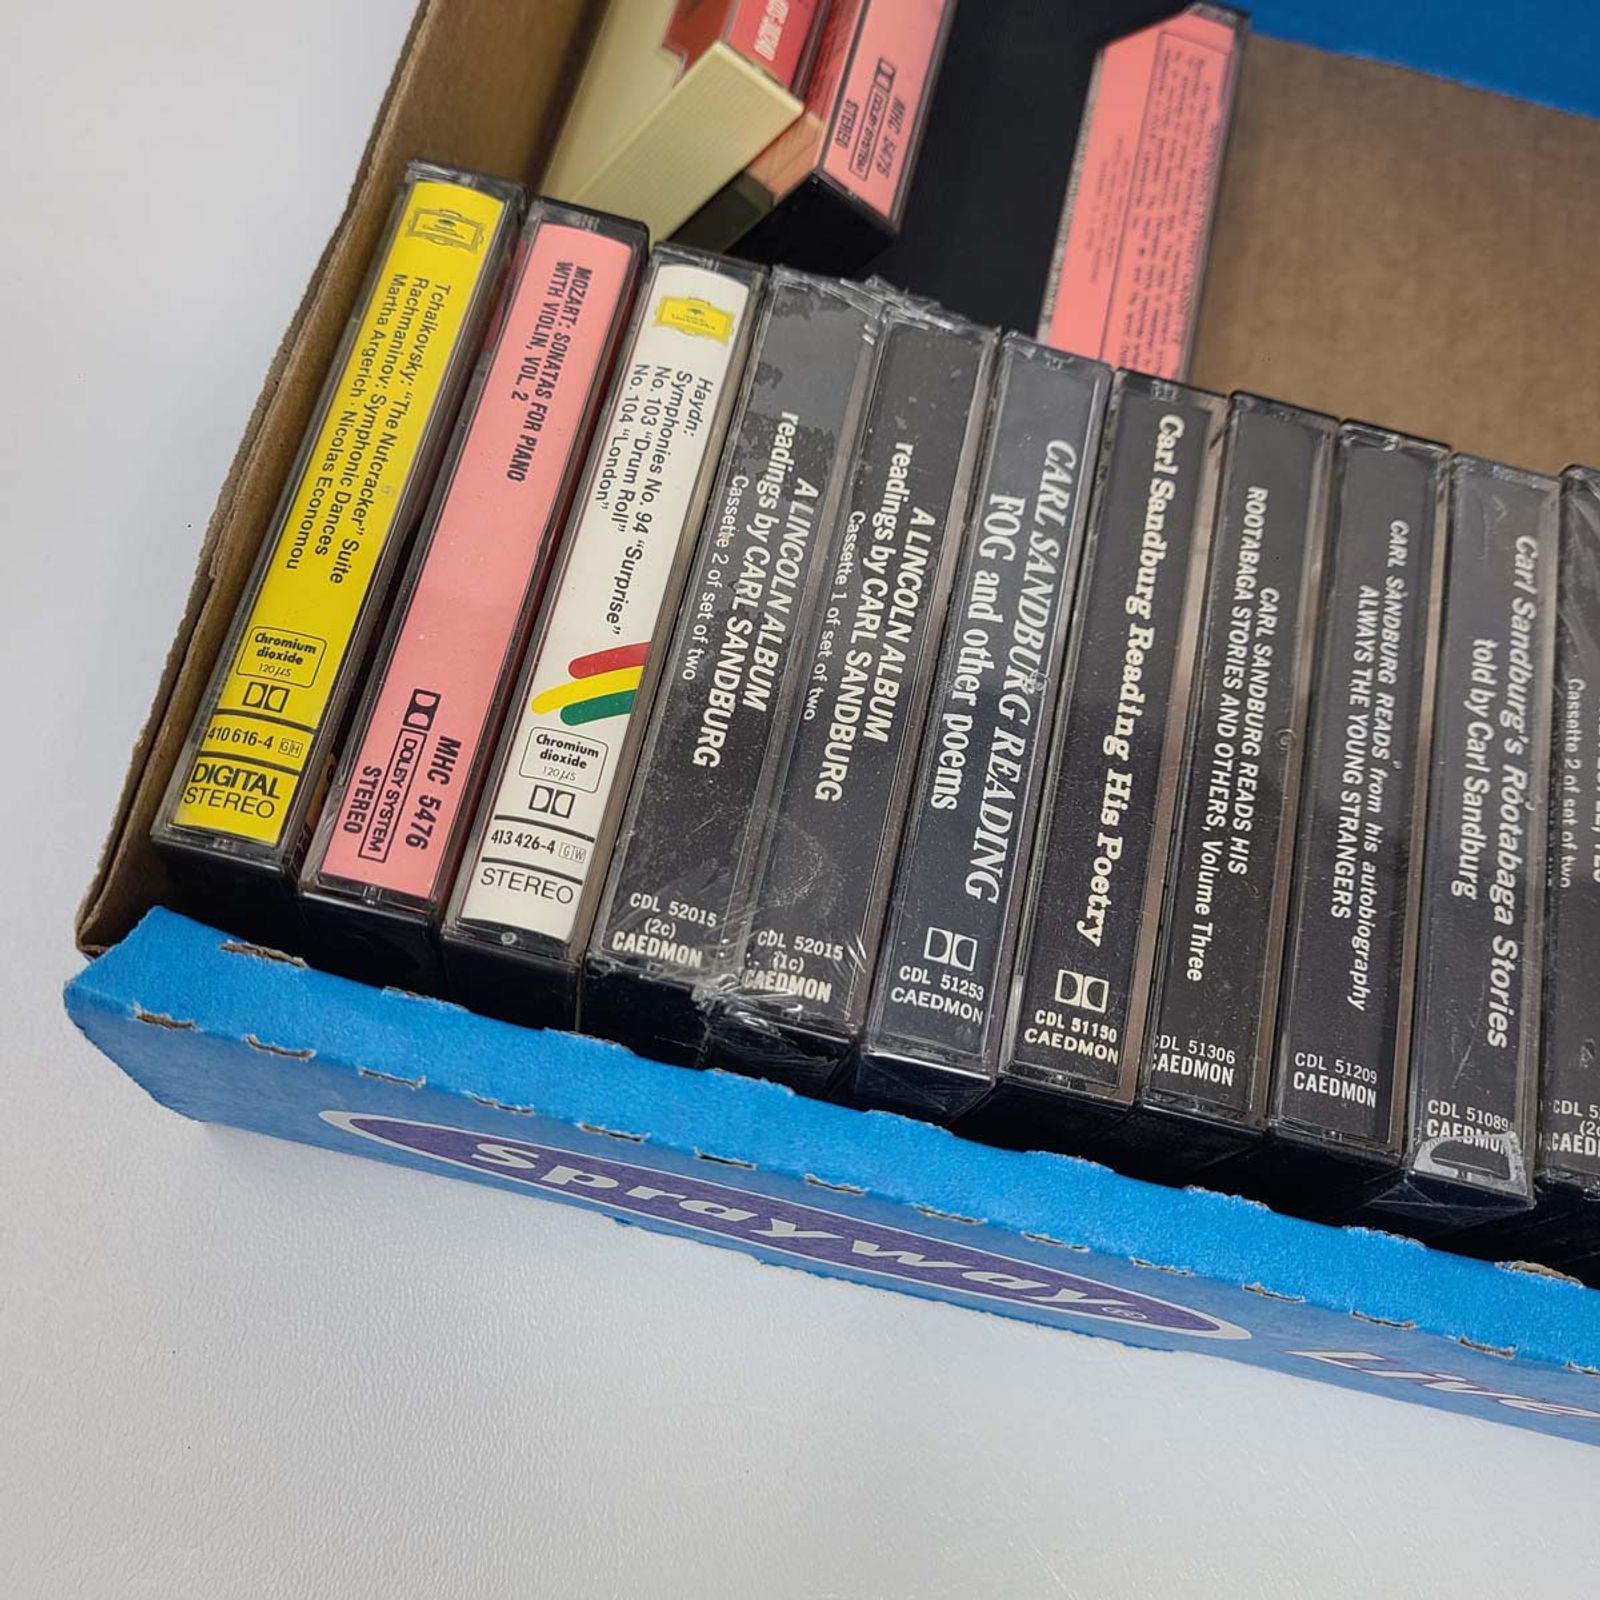 Tchaikovsky: "The Nutcracker" Suite
Rachmaninov: Symphonic Dances
Martha Argerich · Nicolas Economou
Chromium
dioxide
120 μs
410 616-4 GH
DIGITAL
STEREO
MOZART: SONATAS FOR PIANO
WITH VIOLIN, VOL. 2
MHC 5476
DOLBY SYSTEM
STEREO
Haydn:
Symphonies No. 94 "Surprise"
No. 103 "Drum Roll"
No. 104 "London"
Chromium
dioxide
120 μs
413 426-4 GW
STEREO
A LINCOLN ALBUM
readings by CARL SANDBURG
Cassette 2 of set of two
CDL 52015
(2c)
CAEDMON
A LINCOLN ALBUM
readings by CARL SANDBURG
Cassette 1 of set of two
CDL 52015
(1c)
CAEDMON
CARL SANDBURG READING
FOG and other poems
CDL 51253
CAEDMON
Carl Sandburg Reading His Poetry
CDL 51150
CAEDMON
CARL SANDBURG READS HIS
ROOTABAGA STORIES AND OTHERS, Volume Three
CDL 51306
CAEDMON
CARL SANDBURG READS from his autobiography
ALWAYS THE YOUNG STRANGERS
CDL 51209
CAEDMON
Carl Sandburg's Rootabaga Stories
told by Carl Sandburg
CDL 51089
CAEDMON
Cassette 2 of set of two
MHC 5476
DOLBY SYSTEM
STEREO
Sprayway®